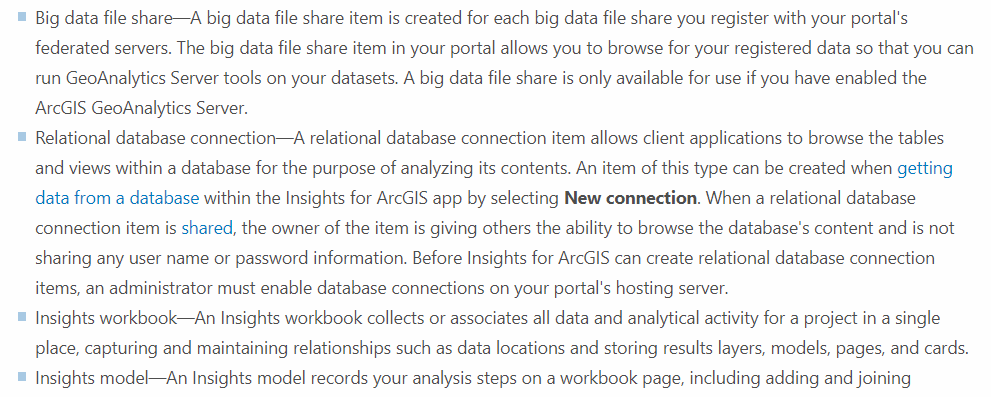 Big data file share—A big data file share item is created for each big data file share you register with your portal's
federated servers. The big data file share item in your portal allows you to browse for your registered data so that you can
run GeoAnalytics Server tools on your datasets. A big data file share is only available for use if you have enabled the
ArcGIS GeoAnalytics Server.
Relational database connection—A relational database connection item allows client applications to browse the tables
and views within a database for the purpose of analyzing its contents. An item of this type can be created when getting
data from a database within the Insights for ArcGIS app by selecting New connection. When a relational database
connection item is shared, the owner of the item is giving others the ability to browse the database's content and is not
sharing any user name or password information. Before Insights for ArcGIS can create relational database connection
items, an administrator must enable database connections on your portal's hosting server.
Insights workbook—An Insights workbook collects or associates all data and analytical activity for a project in a single
place, capturing and maintaining relationships such as data locations and storing results layers, models, pages, and cards.
Insights model—An Insights model records your analysis steps on a workbook page, including adding and joining